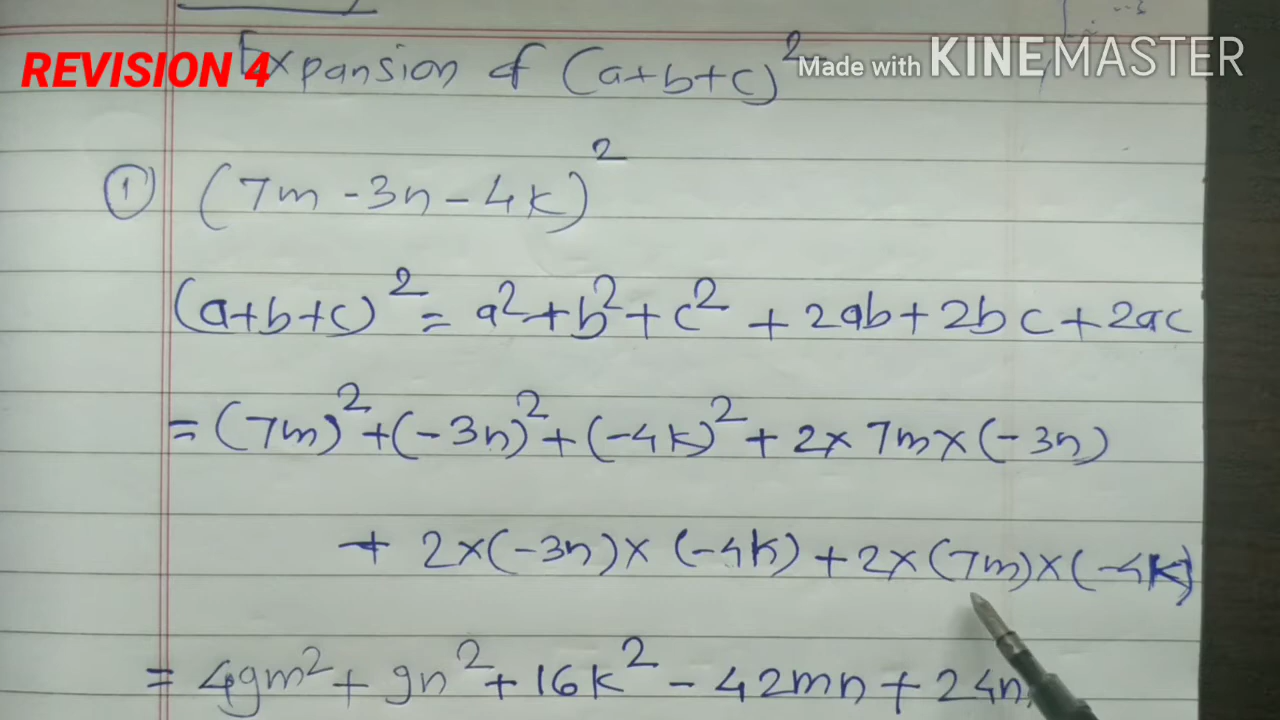 REVISION 4
Expansion of (a+b+c)²
Made with KINEMASTER
① (7m - 3n - 4k)²
(a+b+c)² = a² + b² + c² + 2ab + 2bc + 2ac
= (7m)² + (-3n)² + (-4k)² + 2 × 7m × (-3n)
+ 2 × (-3n) × (-4k) + 2 × (7m) × (-4k)
= 49m² + 9n² + 16k² - 42mn + 24n